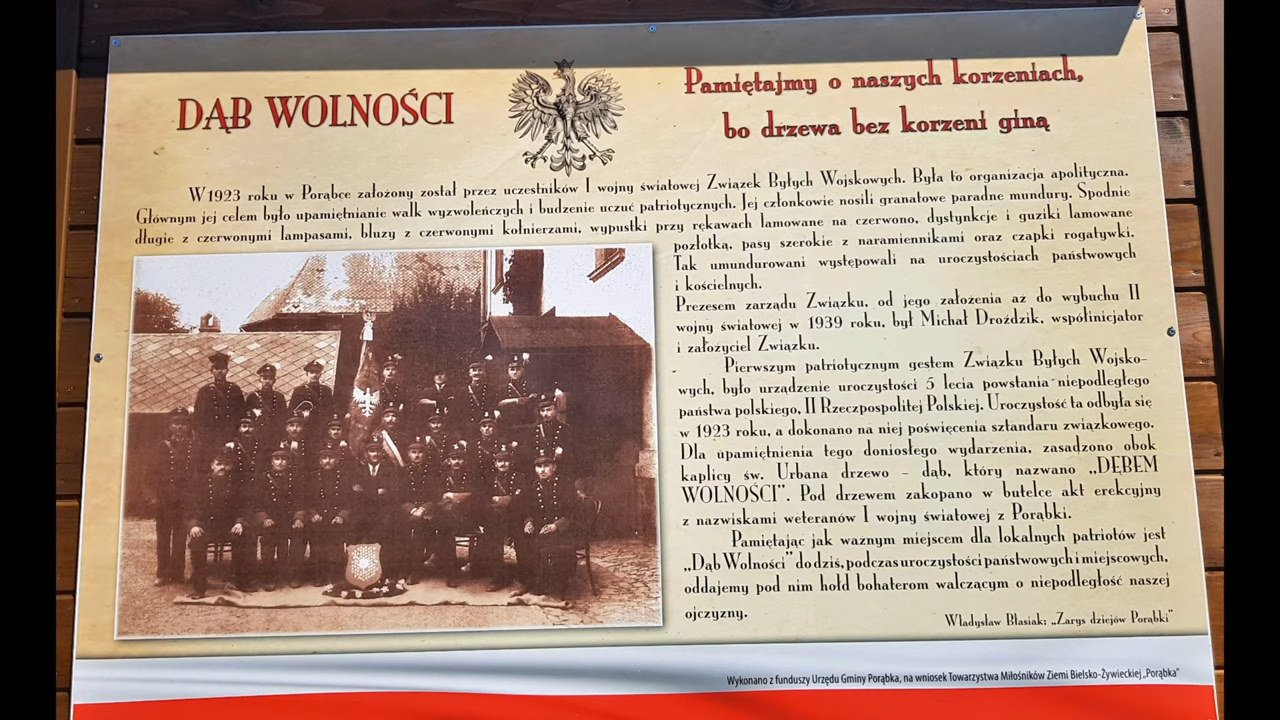 DĄB WOLNOŚCI
Pamiętajmy o naszych korzeniach,
bo drzewa bez korzeni giną
W1923 roku w Porąbce założony został przez uczestników I wojny światowej Związek Byłych Wojskowych. Była to organizacja apolityczna.
Głównym jej celem było upamiętnianie walk wyzwoleńczych i budzenie uczuć patriotycznych. Jej członkowie nosili granatowe paradne mundury. Spodnie
długie z czerwonymi lampasami, bluzy z czerwonymi kołnierzami, wypustki przy rękawach lamowane na czerwono, dystynkcje i guziki lamowane
pozłotką, pasy szerokie z naramiennikami oraz czapki rogatywki.
Tak umundurowani występowali na uroczystościach państwowych
i kościelnych.
Prezesem zarządu Związku, od jego założenia aż do wybuchu II
wojny światowej w 1939 roku, był Michał Droździk, współinicjator
i założyciel Związku.
Pierwszym patriotycznym gestem Związku Byłych Wojsko-
wych, było urządzenie uroczystości 5 lecia powstania niepodległego
państwa polskiego, II Rzeczpospolitej Polskiej. Uroczystość ta odbyła się
w 1923 roku, a dokonano na niej poświęcenia sztandaru związkowego.
Dla upamiętnienia tego doniosłego wydarzenia, zasadzono obok
kaplicy św. Urbana drzewo - dąb, który nazwano „DĘBEM
WOLNOŚCI”. Pod drzewem zakopano w butelce akt erekcyjny
z nazwiskami weteranów I wojny światowej z Porąbki.
Pamiętając jak ważnym miejscem dla lokalnych patriotów jest
„Dąb Wolności” do dziś, podczas uroczystości państwowych i miejscowych,
oddajemy pod nim hołd bohaterom walczącym o niepodległość naszej
ojczyzny.
Władysław Błasiak; „Zarys dziejów Porąbki”
Wykonano z funduszy Urzędu Gminy Porąbka, na wniosek Towarzystwa Miłośników Ziemi Bielsko-Żywieckiej „Porąbka”